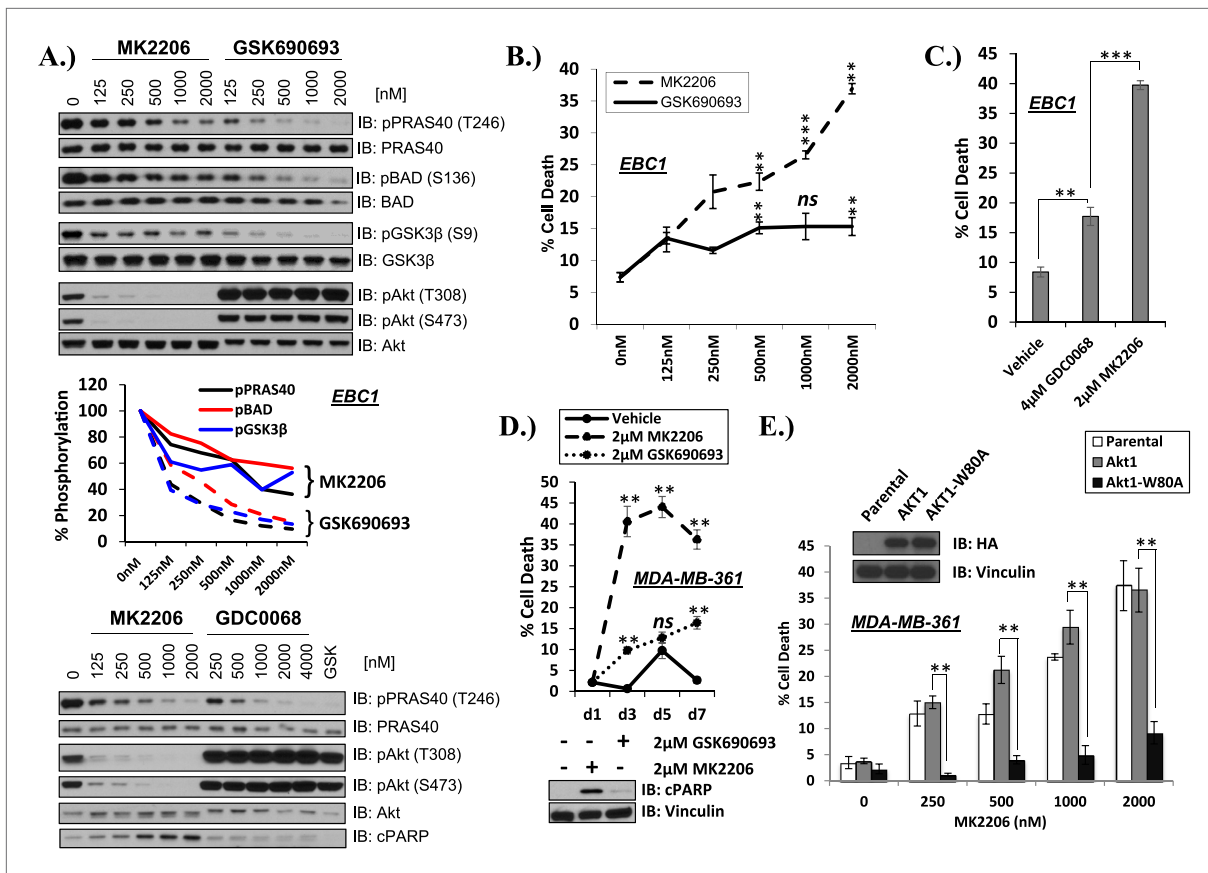 A.)
MK2206 GSK690693
0 125 250 500 1000 2000 125 250 500 1000 2000 [nM]
IB: pPRAS40 (T246)
IB: PRAS40
IB: pBAD (S136)
IB: BAD
IB: pGSK3β (S9)
IB: GSK3β
IB: pAkt (T308)
IB: pAkt (S473)
IB: Akt
% Phosphorylation
120
100
80
60
40
20
0
pPRAS40
pBAD
pGSK3β
EBC1
MK2206
GSK690693
0nM 125nM 250nM 500nM 1000nM 2000nM
MK2206 GDC0068
0 125 250 500 1000 2000 250 500 1000 2000 4000 GSK [nM]
IB: pPRAS40 (T246)
IB: PRAS40
IB: pAkt (T308)
IB: pAkt (S473)
IB: Akt
IB: cPARP
B.)
% Cell Death
40
35
30
25
20
15
10
5
0
MK2206
GSK690693
EBC1
**
***
**
** ns **
0nM 125nM 250nM 500nM 1000nM 2000nM
C.)
EBC1
% Cell Death
45
40
35
30
25
20
15
10
5
0
***
**
Vehicle 4μM GDC0068 2μM MK2206
D.)
Vehicle
2μM MK2206
2μM GSK690693
% Cell Death
50
45
40
35
30
25
20
15
10
5
0
** ** **
MDA-MB-361
** ns **
d1 d3 d5 d7
- - + 2μM GSK690693
- + - 2μM MK2206
IB: cPARP
IB: Vinculin
E.)
Parental
Akt1
Akt1-W80A
Parental AKT1 AKT1-W80A
IB: HA
IB: Vinculin
MDA-MB-361
% Cell Death
45
40
35
30
25
20
15
10
5
0
** ** ** **
0 250 500 1000 2000
MK2206 (nM)